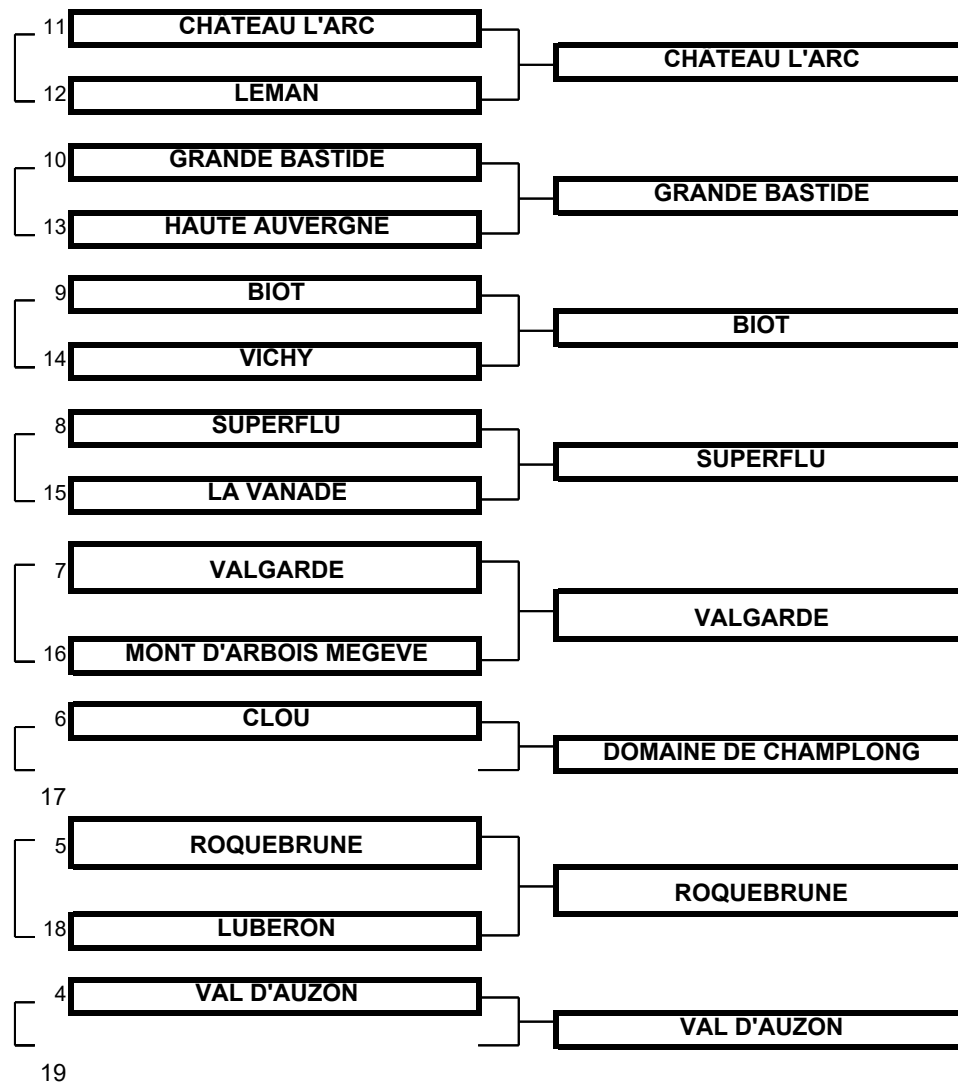 11 CHATEAU L'ARC
CHATEAU L'ARC
12 LEMAN
10 GRANDE BASTIDE
GRANDE BASTIDE
13 HAUTE AUVERGNE
9 BIOT
BIOT
14 VICHY
8 SUPERFLU
SUPERFLU
15 LA VANADE
7 VALGARDE
VALGARDE
16 MONT D'ARBOIS MEGEVE
6 CLOU
DOMAINE DE CHAMPLONG
17
5 ROQUEBRUNE
ROQUEBRUNE
18 LUBERON
4 VAL D'AUZON
VAL D'AUZON
19